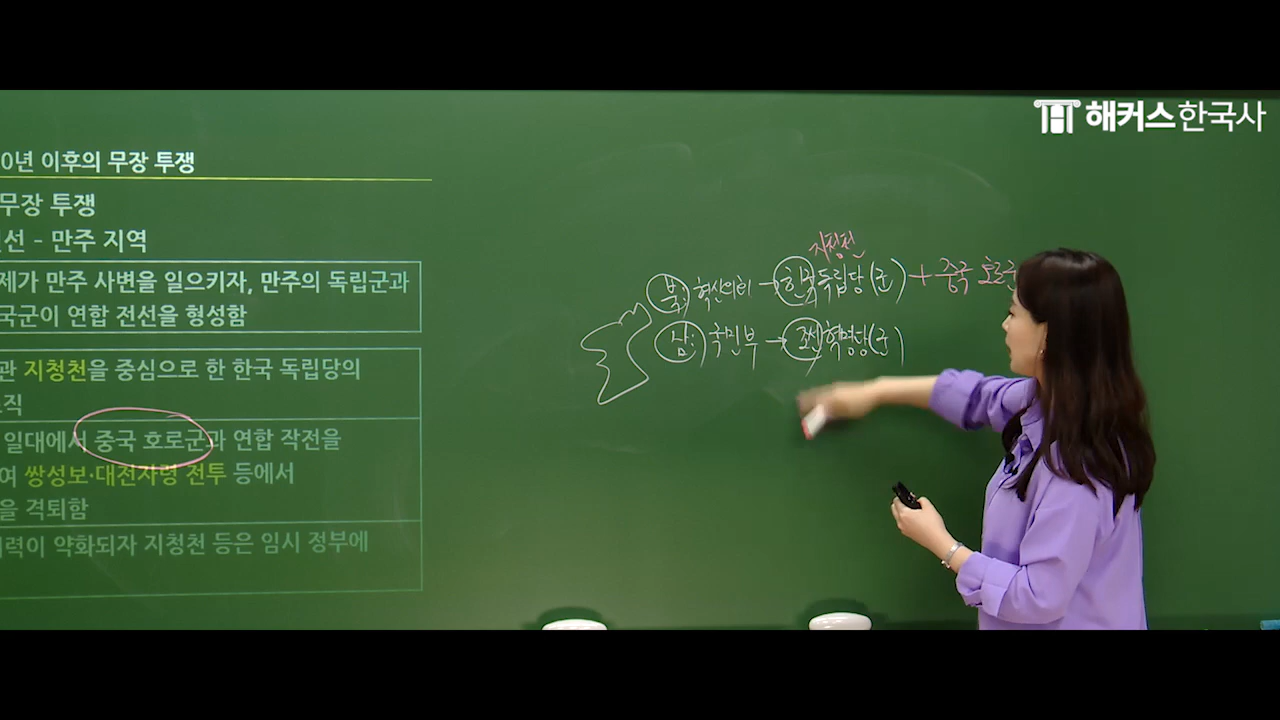 해커스한국사
0년 이후의 무장 투쟁
무장 투쟁
선 - 만주 지역
제가 만주 사변을 일으키자, 만주의 독립군과
국군이 연합 전선을 형성함
관 지청천을 중심으로 한 한국 독립당의
직
일대에서 중국 호로군과 연합 작전을
여 쌍성보·대전자령 전투 등에서
을 격퇴함
력이 약화되자 지청천 등은 임시 정부에
지청천
북: 혁신의회 → 한국독립당(군) + 중국 호로군
남: 국민부 → 조선혁명당(군)